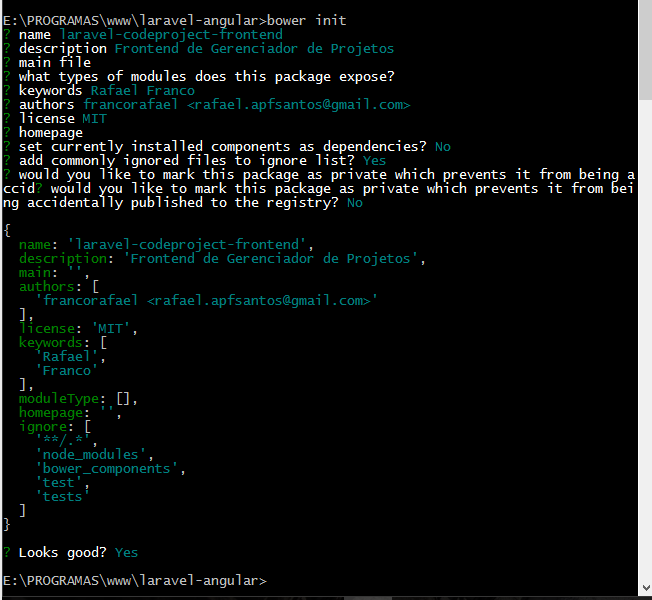 E:\PROGRAMAS\www\laravel-angular>bower init
? name laravel-codeproject-frontend
? description Frontend de Gerenciador de Projetos
? main file
? what types of modules does this package expose?
? keywords Rafael Franco
? authors francorafael <rafael.apfsantos@gmail.com>
? license MIT
? homepage
? set currently installed components as dependencies? No
? add commonly ignored files to ignore list? Yes
? would you like to mark this package as private which prevents it from being a
ccid? would you like to mark this package as private which prevents it from bei
ng accidentally published to the registry? No
{
  name: 'laravel-codeproject-frontend',
  description: 'Frontend de Gerenciador de Projetos',
  main: '',
  authors: [
    'francorafael <rafael.apfsantos@gmail.com>'
  ],
  license: 'MIT',
  keywords: [
    'Rafael',
    'Franco'
  ],
  moduleType: [],
  homepage: '',
  ignore: [
    '**/.*',
    'node_modules',
    'bower_components',
    'test',
    'tests'
  ]
}
? Looks good? Yes
E:\PROGRAMAS\www\laravel-angular>